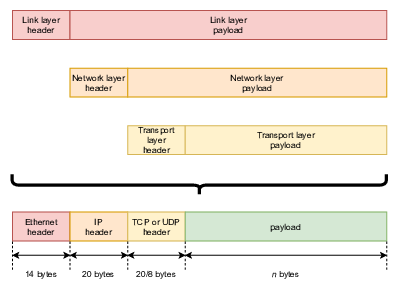 Link layer
header
Link layer
payload
Network layer
header
Network layer
payload
Transport
layer
header
Transport layer
payload
Ethernet
header
IP
header
TCP or UDP
header
payload
14 bytes
20 bytes
20/8 bytes
n bytes